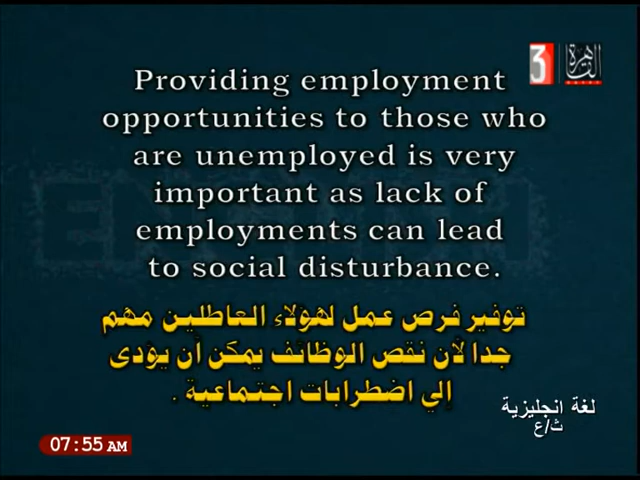 3
القاهرة
Providing employment
opportunities to those who
are unemployed is very
important as lack of
employments can lead
to social disturbance.
توفير فرص عمل لهؤلاء العاطلين مهم
جدا لأن نقص الوظائف يمكن أن يؤدى
إلي اضطرابات اجتماعية .
لغة انجليزية
ث/ع
07:55 AM